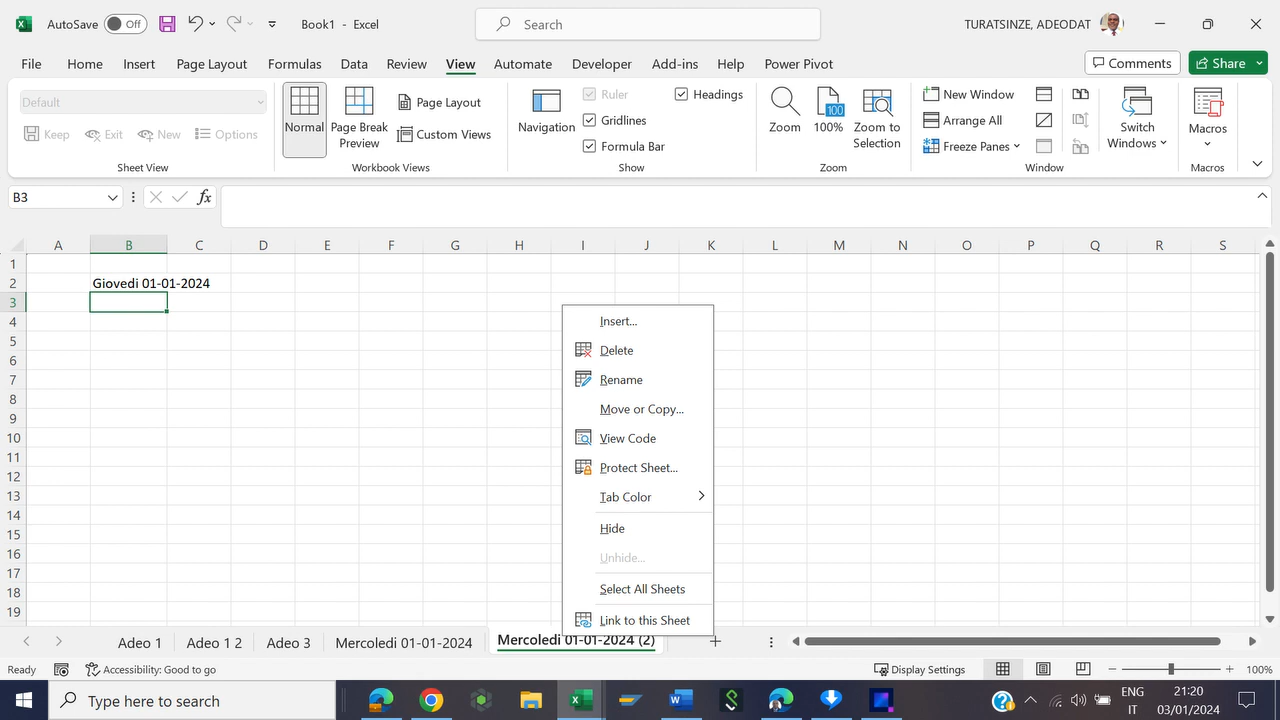 AutoSave Off Book1 - Excel Search TURATSINZE, ADEODAT
File Home Insert Page Layout Formulas Data Review View Automate Developer Add-ins Help Power Pivot Comments Share
Default
Keep Exit New Options
Sheet View
Normal
Page Break Preview
Page Layout
Custom Views
Workbook Views
Navigation
Ruler
Gridlines
Formula Bar
Headings
Show
Zoom
100
100%
Zoom to Selection
Zoom
New Window
Arrange All
Freeze Panes
Switch Windows
Window
Macros
Macros
B3 fx
A B C D E F G H I J K L M N O P Q R S
1
2 Giovedi 01-01-2024
3
4
5
6
7
8
9
10
11
12
13
14
15
16
17
18
19
Insert...
Delete
Rename
Move or Copy...
View Code
Protect Sheet...
Tab Color
Hide
Unhide...
Select All Sheets
Link to this Sheet
Adeo 1 Adeo 1 2 Adeo 3 Mercoledi 01-01-2024 Mercoledi 01-01-2024 (2)
Ready Accessibility: Good to go Display Settings 100%
Type here to search
ENG
IT
21:20
03/01/2024